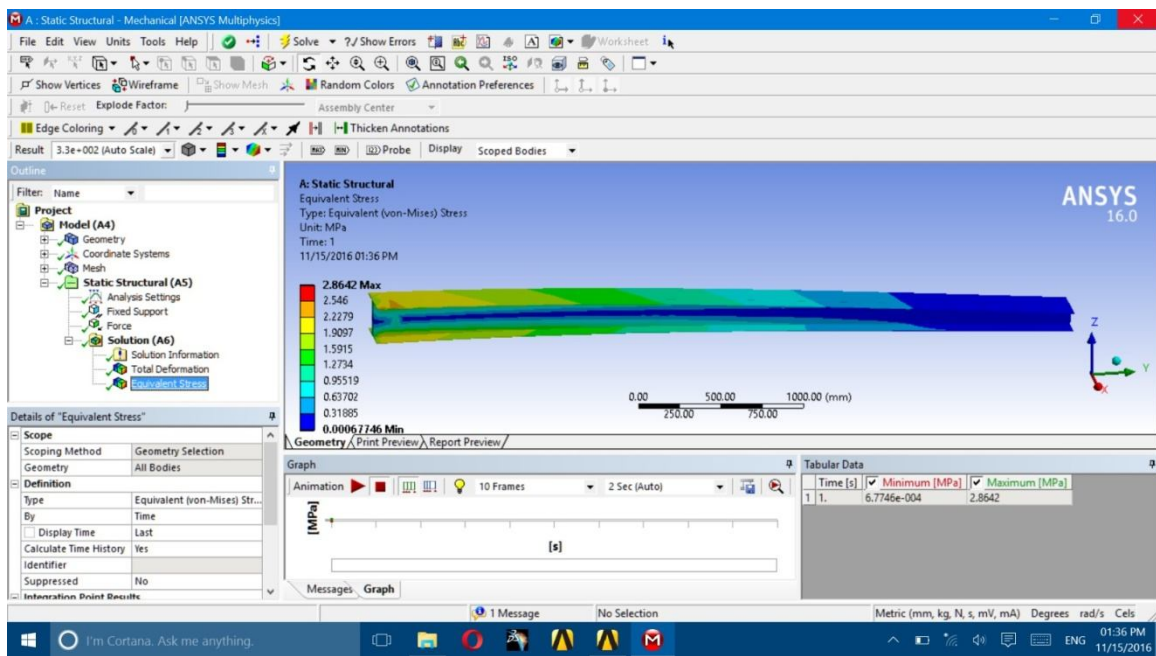 A : Static Structural - Mechanical [ANSYS Multiphysics]
File Edit View Units Tools Help Solve ?/ Show Errors Worksheet
Show Vertices Wireframe Show Mesh Random Colors Annotation Preferences
Reset Explode Factor: Assembly Center
Edge Coloring Thicken Annotations
Result 3.3e+002 (Auto Scale) Probe Display Scoped Bodies
Outline
Filter: Name
Project
Model (A4)
Geometry
Coordinate Systems
Mesh
Static Structural (A5)
Analysis Settings
Fixed Support
Force
Solution (A6)
Solution Information
Total Deformation
Equivalent Stress
Details of "Equivalent Stress"
Scope
Scoping Method Geometry Selection
Geometry All Bodies
Definition
Type Equivalent (von-Mises) Str...
By Time
Display Time Last
Calculate Time History Yes
Identifier
Suppressed No
Integration Point Results
A: Static Structural
Equivalent Stress
Type: Equivalent (von-Mises) Stress
Unit: MPa
Time: 1
11/15/2016 01:36 PM
ANSYS
16.0
2.8642 Max
2.546
2.2279
1.9097
1.5915
1.2734
0.95519
0.63702
0.31885
0.00067746 Min
0.00 500.00 1000.00 (mm)
250.00 750.00
Z
Y
X
Geometry Print Preview Report Preview
Graph
Animation 10 Frames 2 Sec (Auto)
[MPa]
[s]
Messages Graph
Tabular Data
Time [s] Minimum [MPa] Maximum [MPa]
1 1. 6.7746e-004 2.8642
1 Message No Selection Metric (mm, kg, N, s, mV, mA) Degrees rad/s Cels
I'm Cortana. Ask me anything.
ENG
01:36 PM
11/15/2016